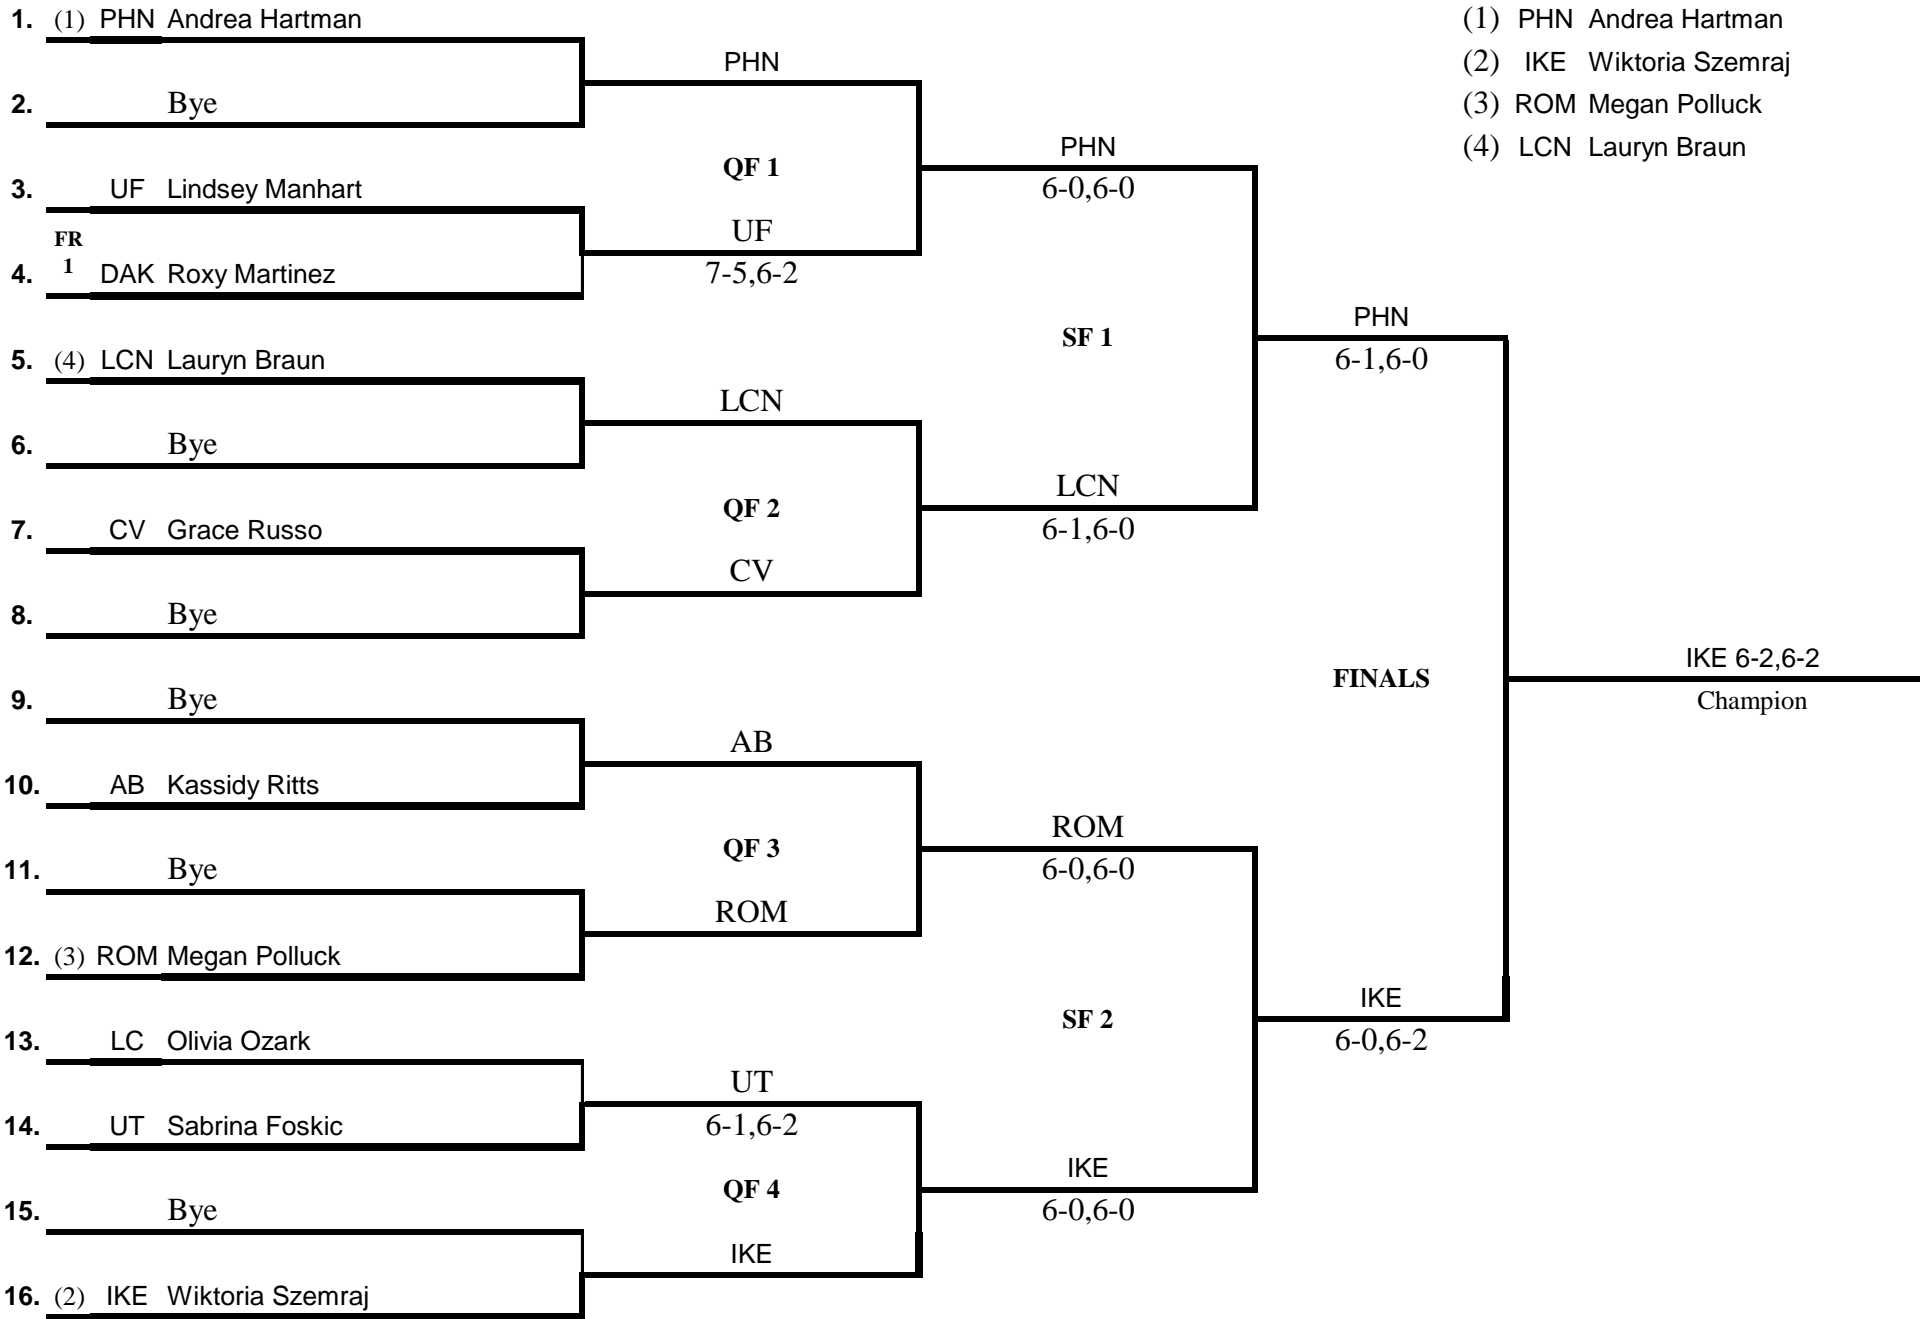 1. (1) PHN Andrea Hartman
(1) PHN Andrea Hartman
PHN
(2) IKE Wiktoria Szemraj
2. Bye
(3) ROM Megan Polluck
PHN
(4) LCN Lauryn Braun
QF 1
3. UF Lindsey Manhart
6-0,6-0
FR
UF
1
4. DAK Roxy Martinez
7-5,6-2
PHN
SF 1
5. (4) LCN Lauryn Braun
6-1,6-0
LCN
6. Bye
LCN
QF 2
7. CV Grace Russo
6-1,6-0
CV
8. Bye
IKE 6-2,6-2
FINALS
9. Bye
Champion
AB
10. AB Kassidy Ritts
ROM
QF 3
11. Bye
6-0,6-0
ROM
12. (3) ROM Megan Polluck
IKE
SF 2
13. LC Olivia Ozark
6-0,6-2
UT
14. UT Sabrina Foskic
6-1,6-2
IKE
QF 4
15. Bye
6-0,6-0
IKE
16. (2) IKE Wiktoria Szemraj